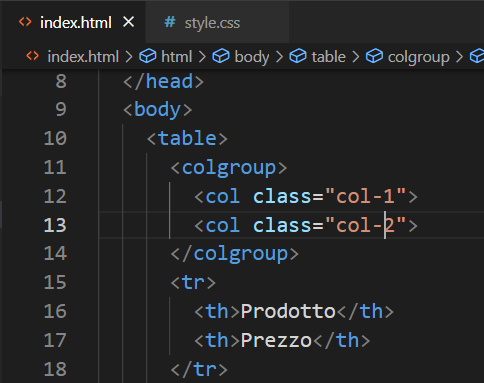 index.html × # style.css
index.html > html > body > table > colgroup >
8 </head>
9 <body>
10 <table>
11 <colgroup>
12 <col class="col-1">
13 <col class="col-2">
14 </colgroup>
15 <tr>
16 <th>Prodotto</th>
17 <th>Prezzo</th>
18 </tr>